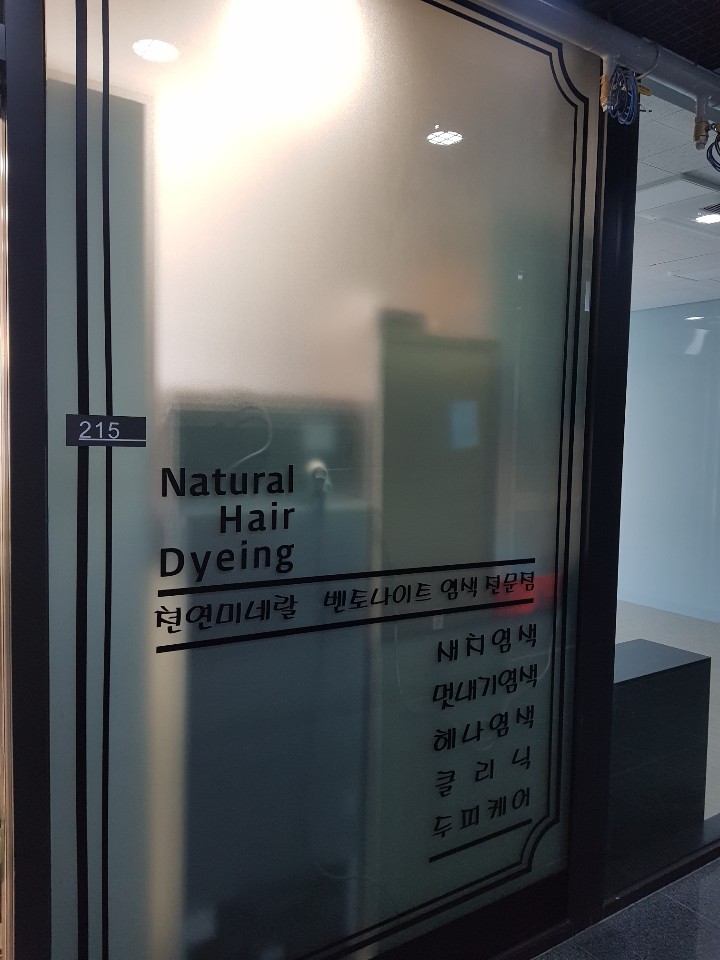 215
Natural
Hair
Dyeing
천연미네랄 벤토나이트 염색 전문점
새치염색
멋내기염색
헤나염색
클리닉
두피케어